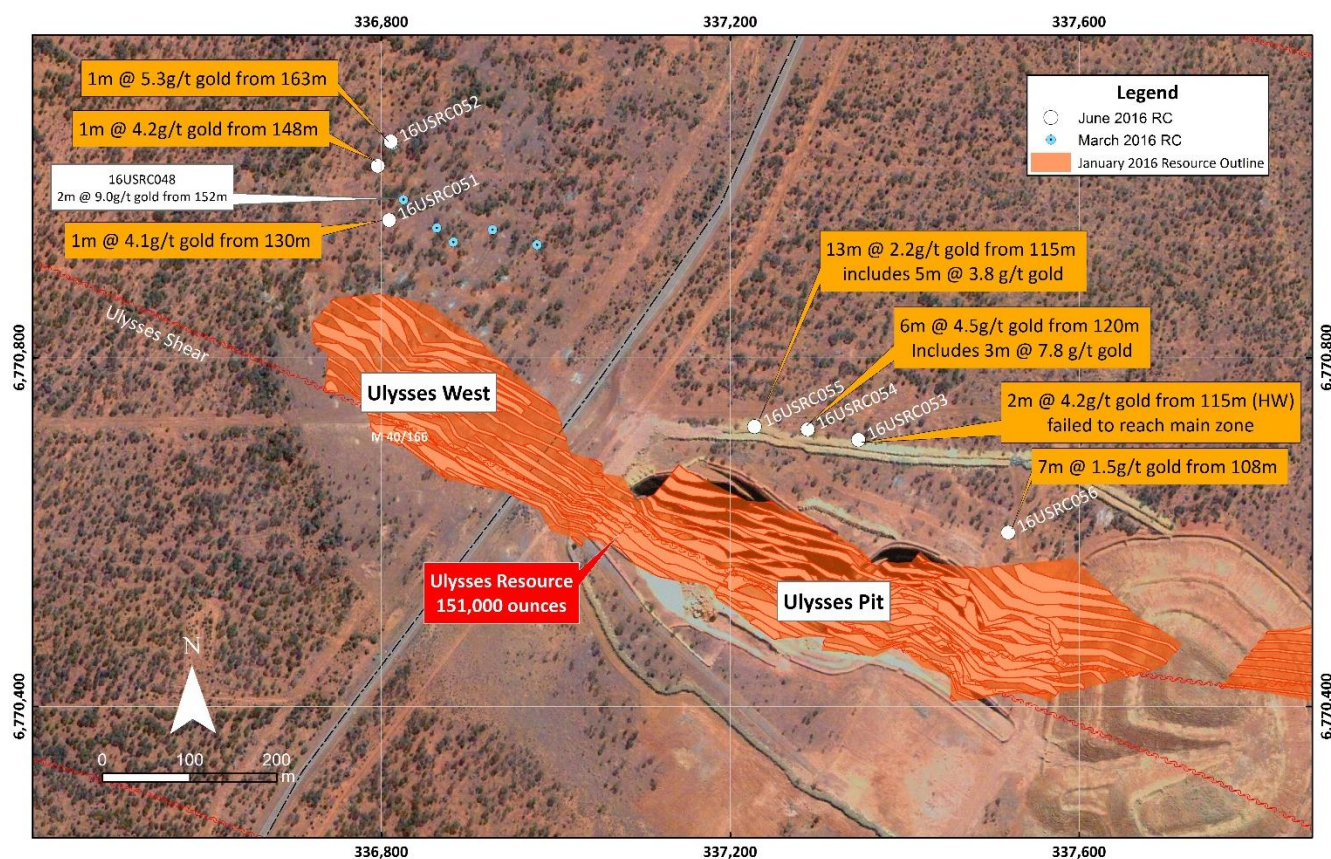 336,800
337,200
337,600
1m @ 5.3g/t gold from 163m
1m @ 4.2g/t gold from 148m
16USRC052
16USRC048
2m @ 9.0g/t gold from 152m
16USRC051
1m @ 4.1g/t gold from 130m
Legend
June 2016 RC
March 2016 RC
January 2016 Resource Outline
13m @ 2.2g/t gold from 115m
includes 5m @ 3.8 g/t gold
6m @ 4.5g/t gold from 120m
Includes 3m @ 7.8 g/t gold
2m @ 4.2g/t gold from 115m (HW)
failed to reach main zone
7m @ 1.5g/t gold from 108m
6,770,800
6,770,800
Ulysses Shear
Ulysses West
M 40/166
16USRC055
16USRC054
16USRC053
16USRC056
Ulysses Resource
151,000 ounces
Ulysses Pit
N
0 100 200
m
6,770,400
6,770,400
336,800
337,200
337,600